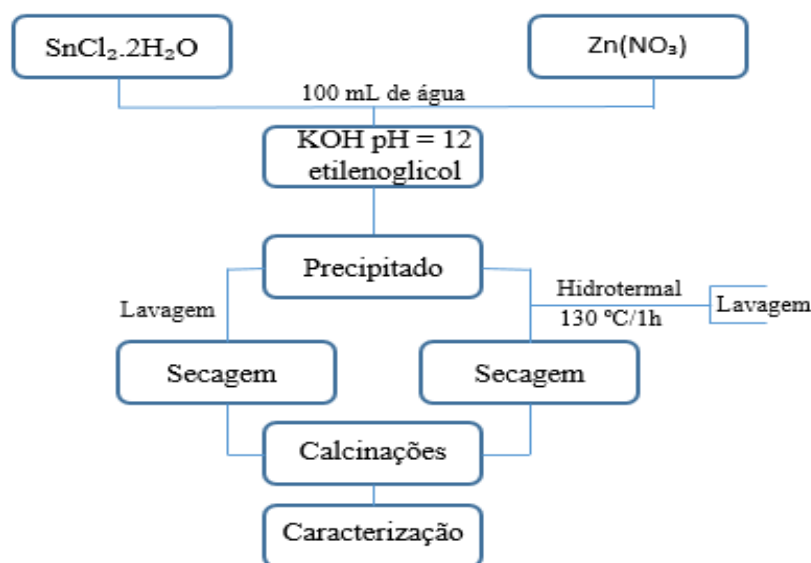 SnCl₂.2H₂O
Zn(NO₃)
100 mL de água
KOH pH = 12
etilenoglicol
Precipitado
Lavagem
Hidrotermal
130 ºC/1h
Lavagem
Secagem
Secagem
Calcinações
Caracterização